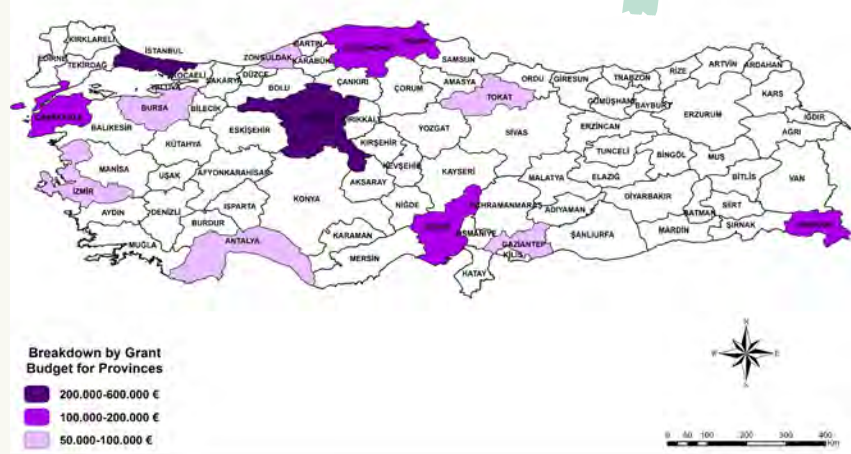 KIRKLARELİ
EDİRNE
TEKİRDAĞ
İSTANBUL
KOCAELİ
YALOVA
SAKARYA
DÜZCE
ZONGULDAK
BARTIN
KARABÜK
SAMSUN
BOLU
ÇANKIRI
ÇORUM
AMASYA
TOKAT
ORDU
GİRESUN
TRABZON
RİZE
ARTVİN
ARDAHAN
KARS
IĞDIR
AĞRI
GÜMÜŞHANE
BAYBURT
ERZURUM
ERZİNCAN
BURSA
BİLECİK
BALIKESİR
KÜTAHYA
ESKİŞEHİR
KIRIKKALE
KIRŞEHİR
YOZGAT
SİVAS
TUNCELİ
BİNGÖL
MUŞ
BİTLİS
VAN
MANİSA
UŞAK
AFYONKARAHİSAR
İZMİR
AKSARAY
NEVŞEHİR
KAYSERİ
MALATYA
ELAZIĞ
DİYARBAKIR
BATMAN
SİİRT
ŞIRNAK
MARDİN
ŞANLIURFA
ADIYAMAN
KAHRAMANMARAŞ
KONYA
NİĞDE
AYDIN
DENİZLİ
ISPARTA
BURDUR
MUĞLA
ANTALYA
KARAMAN
MERSİN
OSMANİYE
GAZİANTEP
KİLİS
HATAY
N
W E
S
Breakdown by Grant
Budget for Provinces
200.000-600.000 €
100.000-200.000 €
50.000-100.000 €
0 50 100 200 300 400
Km